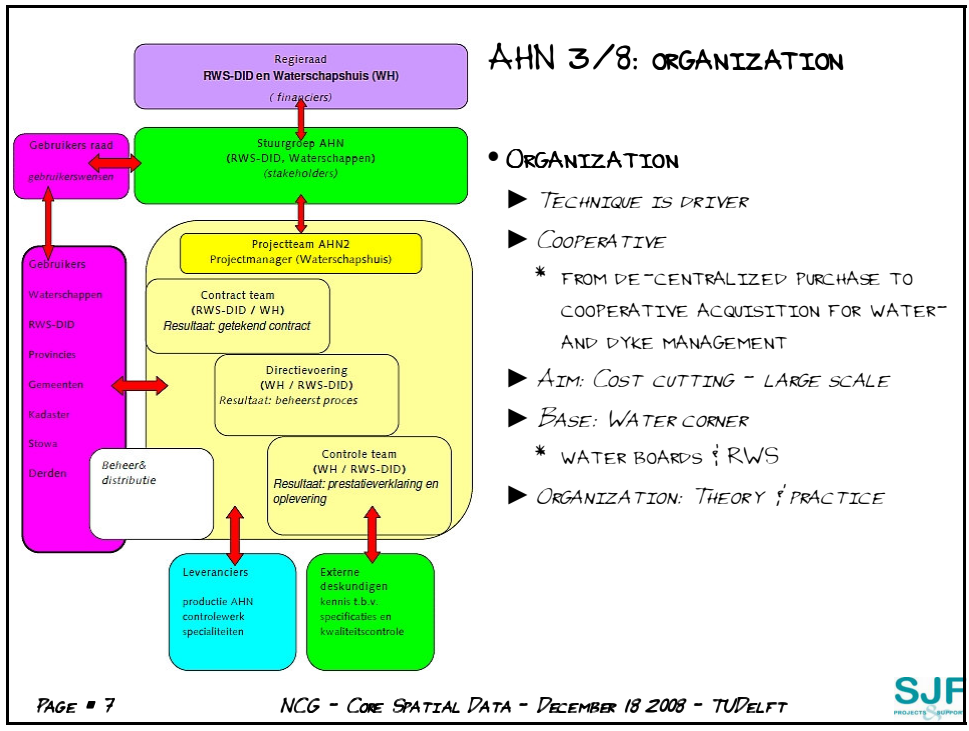 AHN 3/8: ORGANIZATION
Regieraad
RWS-DID en Waterschapshuis (WH)
( financiers)
Stuurgroep AHN
(RWS-DID, Waterschappen)
(stakeholders)
Gebruikers raad
gebruikerswensen
Projectteam AHN2
Projectmanager (Waterschapshuis)
Contract team
(RWS-DID / WH)
Resultaat: getekend contract
Directievoering
(WH / RWS-DID)
Resultaat: beheerst proces
Controle team
(WH / RWS-DID)
Resultaat: prestatieverklaring en
oplevering
Gebruikers
Waterschappen
RWS-DID
Provincies
Gemeenten
Kadaster
Stowa
Derden
Beheer&
distributie
Leveranciers
productie AHN
controlewerk
specialiteiten
Externe
deskundigen
kennis t.b.v.
specificaties en
kwaliteitscontrole
• ORGANIZATION
► TECHNIQUE IS DRIVER
► COOPERATIVE
* FROM DE-CENTRALIZED PURCHASE TO
COOPERATIVE ACQUISITION FOR WATER-
AND DYKE MANAGEMENT
► AIM: COST CUTTING - LARGE SCALE
► BASE: WATER CORNER
* WATER BOARDS & RWS
► ORGANIZATION: THEORY & PRACTICE
PAGE ▪ 7
NCG - CORE SPATIAL DATA - DECEMBER 18 2008 - TUDELFT
SJF
PROJECTS & SUPPORT